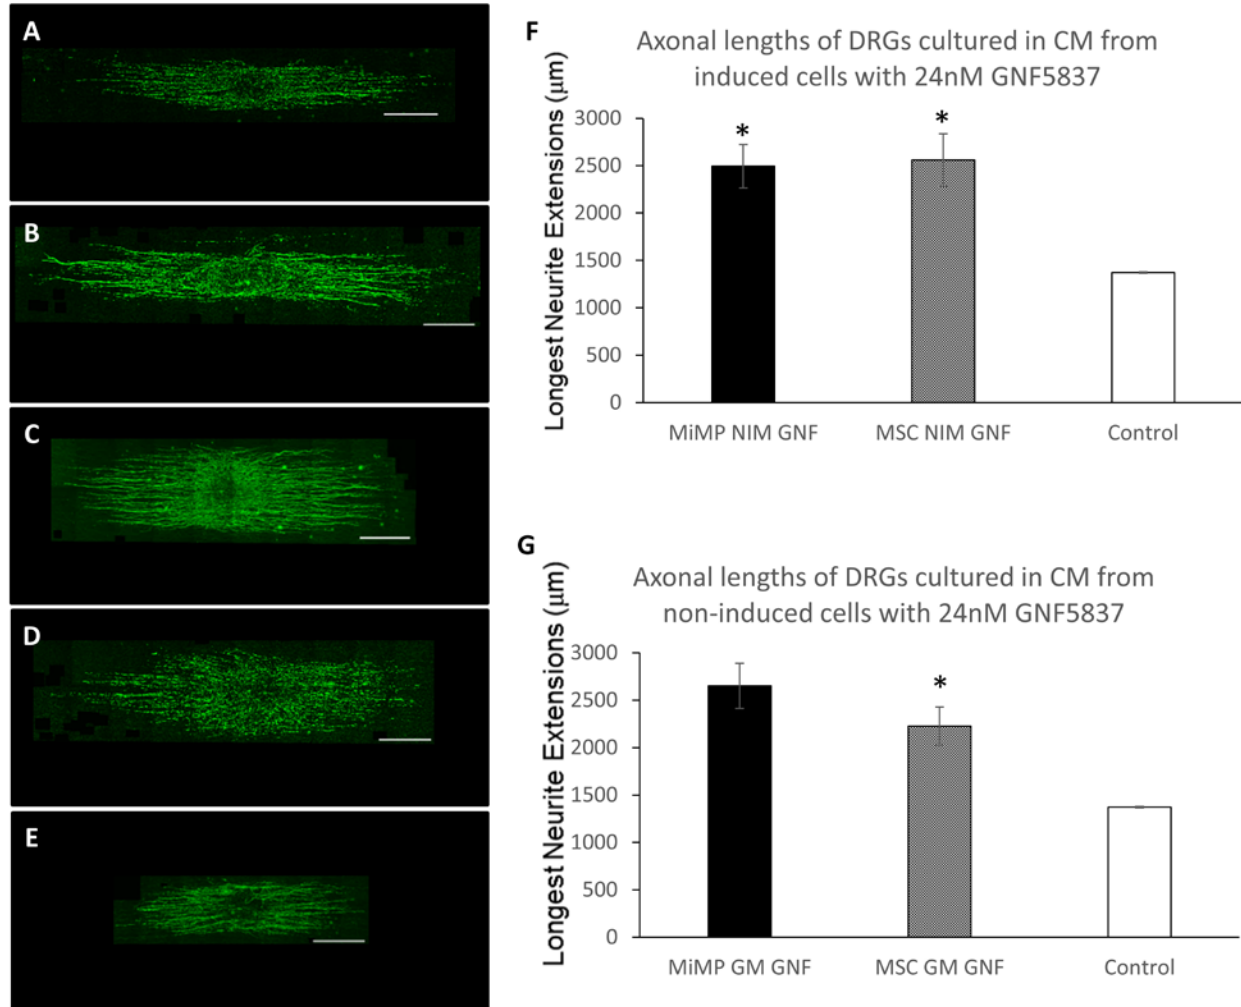 A
B
C
D
E
F
Axonal lengths of DRGs cultured in CM from
induced cells with 24nM GNF5837
Longest Neurite Extensions (μm)
3000
2500
2000
1500
1000
500
0
*
*
MiMP NIM GNF
MSC NIM GNF
Control
G
Axonal lengths of DRGs cultured in CM from
non-induced cells with 24nM GNF5837
Longest Neurite Extensions (μm)
3000
2500
2000
1500
1000
500
0
*
MiMP GM GNF
MSC GM GNF
Control